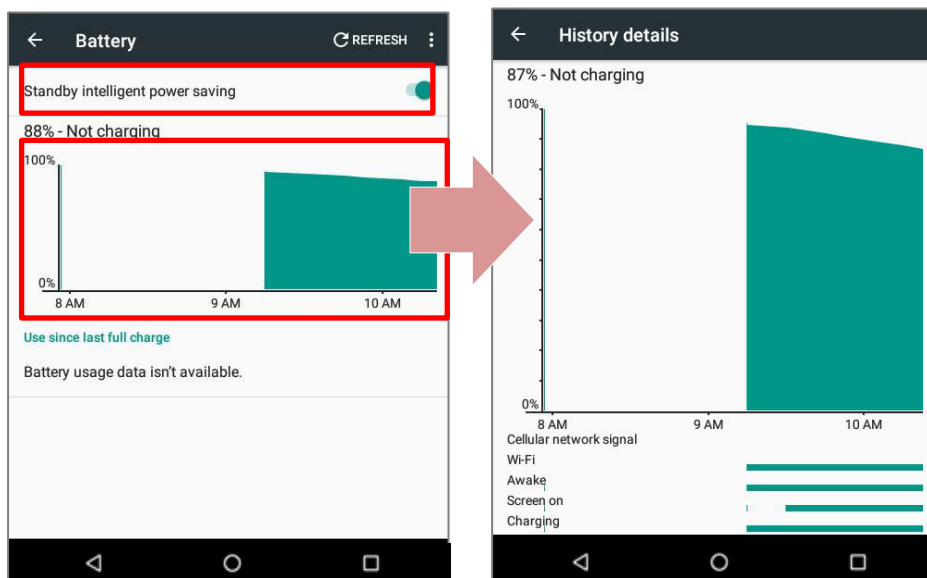 Battery
REFRESH
Standby intelligent power saving
88% - Not charging
100%
0%
8 AM 9 AM 10 AM
Use since last full charge
Battery usage data isn't available.
History details
87% - Not charging
100%
0%
8 AM 9 AM 10 AM
Cellular network signal
Wi-Fi
Awake
Screen on
Charging